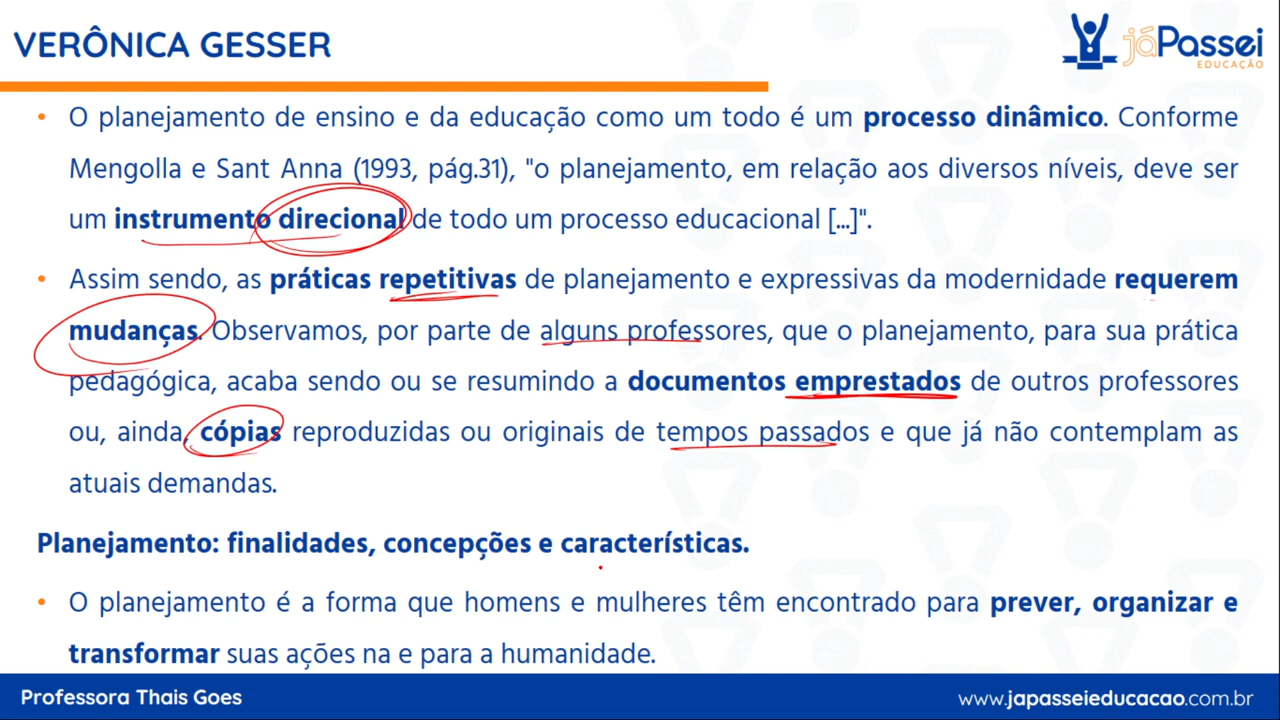 VERÔNICA GESSER
jáPassei
EDUCAÇÃO
• O planejamento de ensino e da educação como um todo é um processo dinâmico. Conforme
Mengolla e Sant Anna (1993, pág.31), "o planejamento, em relação aos diversos níveis, deve ser
um instrumento direcional de todo um processo educacional [...]".
• Assim sendo, as práticas repetitivas de planejamento e expressivas da modernidade requerem
mudanças. Observamos, por parte de alguns professores, que o planejamento, para sua prática
pedagógica, acaba sendo ou se resumindo a documentos emprestados de outros professores
ou, ainda, cópias reproduzidas ou originais de tempos passados e que já não contemplam as
atuais demandas.
Planejamento: finalidades, concepções e características.
• O planejamento é a forma que homens e mulheres têm encontrado para prever, organizar e
transformar suas ações na e para a humanidade.
Professora Thais Goes
www.japasseieducacao.com.br